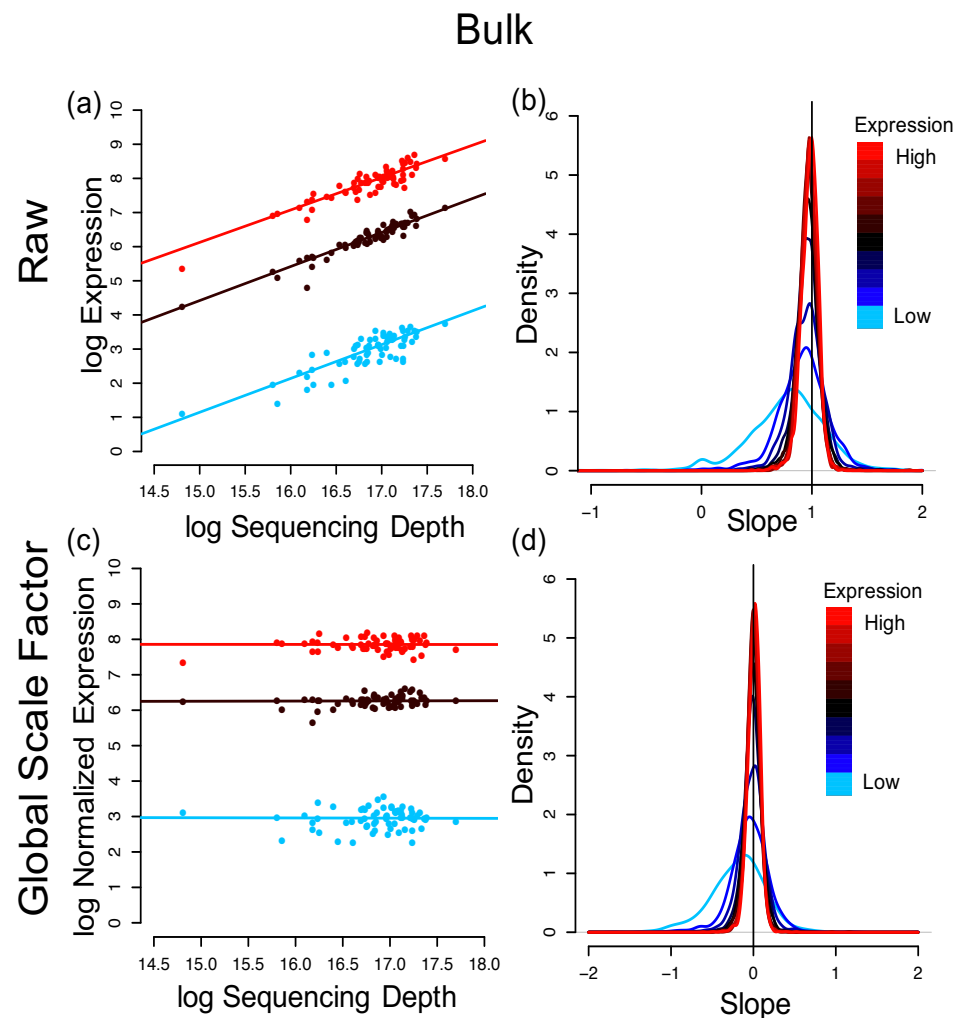 Bulk
Raw
(a)
log Expression
0 1 2 3 4 5 6 7 8 9 10
14.5 15.0 16.0 16.5 17.0 17.5 18.0
log Sequencing Depth
(b)
Density
0 1 2 3 4 5 6
−1 0 1 2
Slope
Expression
High
Low
Global Scale Factor
(c)
log Normalized Expression
0 1 2 3 4 5 6 7 8 9 10
14.5 15.0 16.0 16.5 17.0 17.5 18.0
log Sequencing Depth
(d)
Density
0 1 2 3 4 5 6
−2 −1 0 1 2
Slope
Expression
High
Low